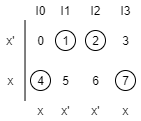 I0 I1 I2 I3
x' 0 1 2 3
x 4 5 6 7
x x' x' x